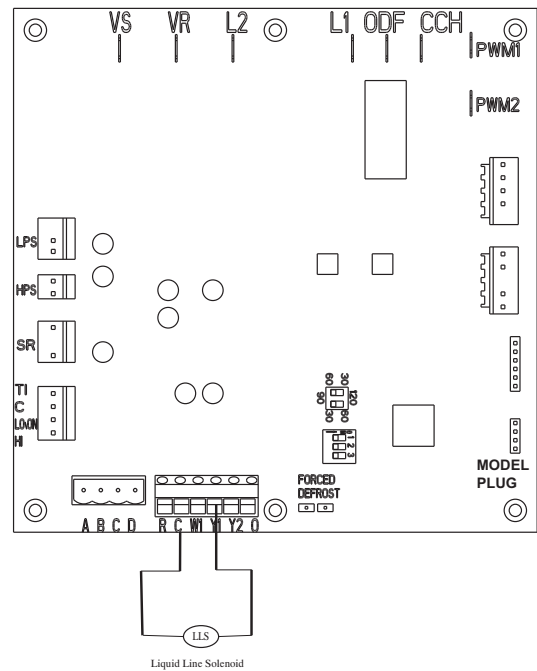 VS VR L2 L1 ODF CCH
PWM1
PWM2
LPS
HPS
SR
TI
C
LO\ON
HI
60 30
90 120
30 60
1
2
3
FORCED
DEFROST
MODEL
PLUG
A B C D
R C W1 Y1 Y2 O
LLS
Liquid Line Solenoid